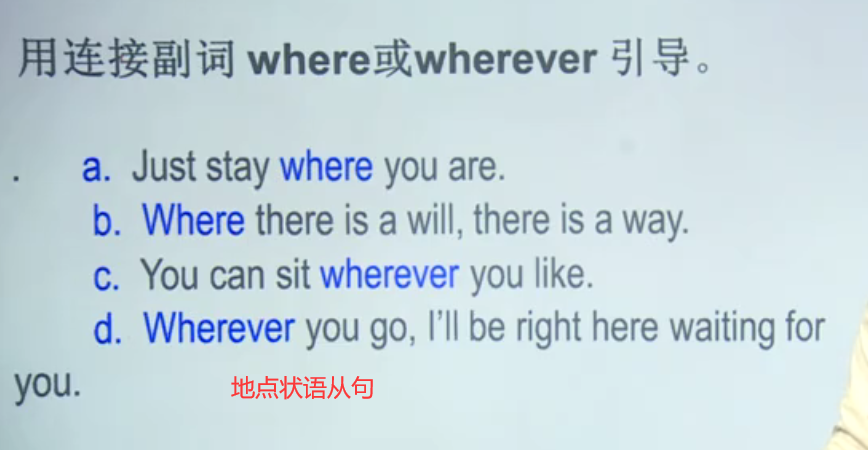 用连接副词 where或wherever 引导。
. a. Just stay where you are.
b. Where there is a will, there is a way.
c. You can sit wherever you like.
d. Wherever you go, I'll be right here waiting for
you. 地点状语从句